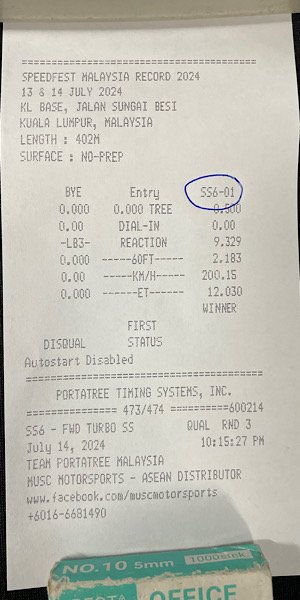 ==================================
SPEEDFEST MALAYSIA RECORD 2024
13 & 14 JULY 2024
KL BASE, JALAN SUNGAI BESI
KUALA LUMPUR, MALAYSIA
LENGTH : 402M
SURFACE : NO-PREP
BYE Entry SS6-01
0.000 0.000 TREE 0.500
0.00 DIAL-IN 0.00
-LB3- REACTION 9.329
0.000 -----60FT----- 2.183
0.00 -----KM/H----- 200.15
0.000 ------ET------ 12.030
WINNER
FIRST
DISQUAL STATUS
Autostart Disabled
==================================
PORTATREE TIMING SYSTEMS, INC.
============= 473/474 ==========600214
SS6 - FWD TURBO SS QUAL RND 3
July 14, 2024 10:15:27 PM
TEAM PORTATREE MALAYSIA
MUSC MOTORSPORTS - ASEAN DISTRIBUTOR
www.facebook.com/muscmotorsports
+6016-6681490
NO.10 5mm 1000stck
OFFICE